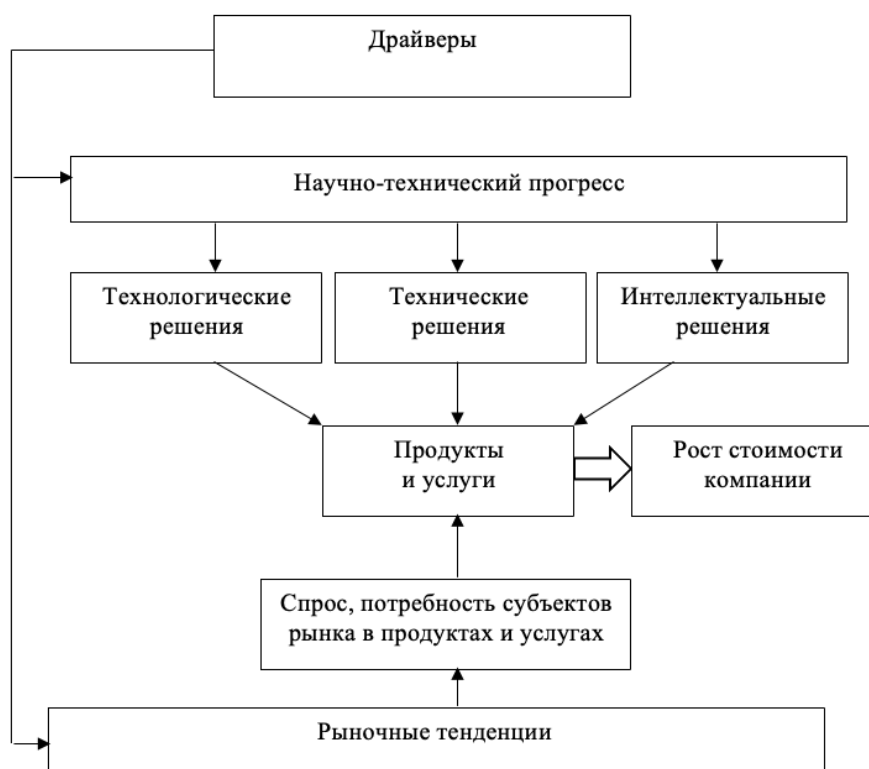 Драйверы
Научно-технический прогресс
Технологические
решения
Технические
решения
Интеллектуальные
решения
Продукты
и услуги
Рост стоимости
компании
Спрос, потребность субъектов
рынка в продуктах и услугах
Рыночные тенденции